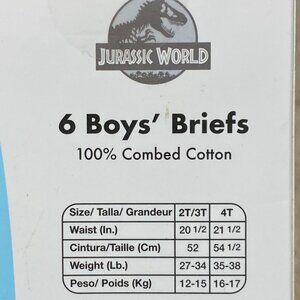 JURASSIC WORLD
6 Boys' Briefs
100% Combed Cotton
Size/ Talla/ Grandeur 2T/3T 4T
Waist (In.) 20 1/2 21 1/2
Cintura/Taille (Cm) 52 54 1/2
Weight (Lb.) 27-34 35-38
Peso/ Poids (Kg) 12-15 16-17